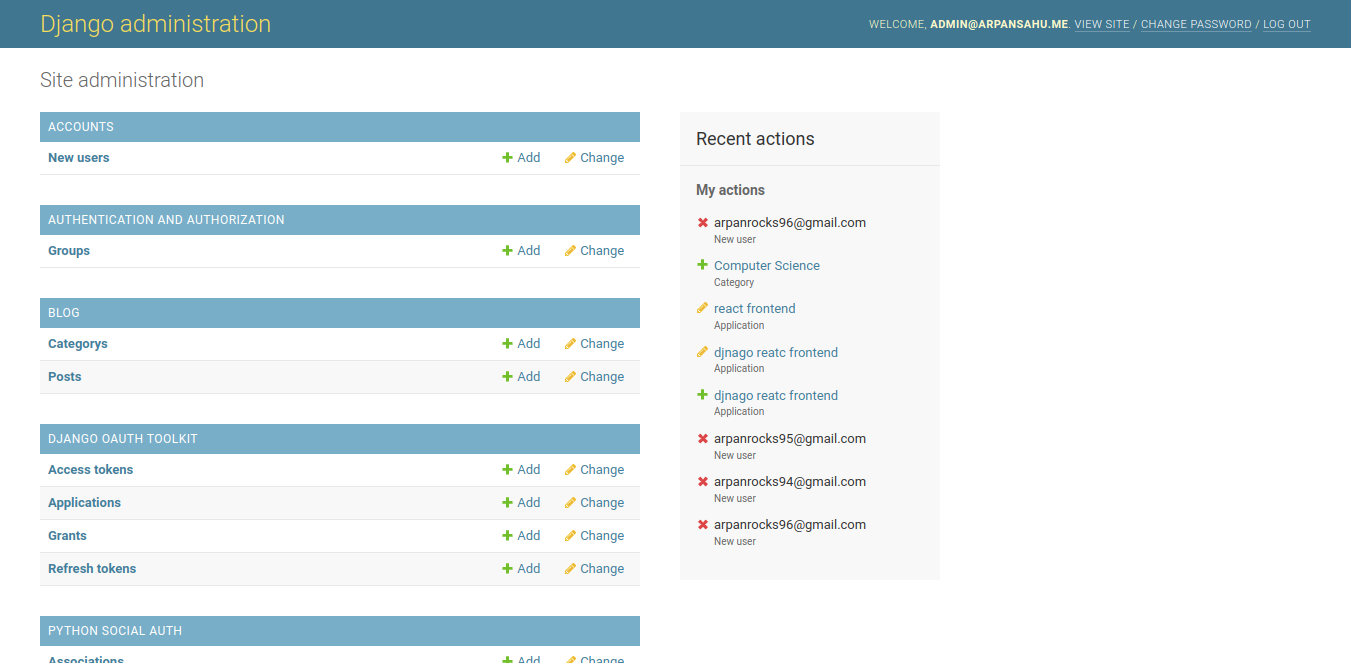 Django administration
WELCOME, ADMIN@ARPANSAHU.ME. VIEW SITE / CHANGE PASSWORD / LOG OUT
Site administration
ACCOUNTS
New users Add Change
AUTHENTICATION AND AUTHORIZATION
Groups Add Change
BLOG
Categorys Add Change
Posts Add Change
DJANGO OAUTH TOOLKIT
Access tokens Add Change
Applications Add Change
Grants Add Change
Refresh tokens Add Change
PYTHON SOCIAL AUTH
Associations Add Change
Recent actions
My actions
arpanrocks96@gmail.com
New user
Computer Science
Category
react frontend
Application
djnago reatc frontend
Application
djnago reatc frontend
Application
arpanrocks95@gmail.com
New user
arpanrocks94@gmail.com
New user
arpanrocks96@gmail.com
New user